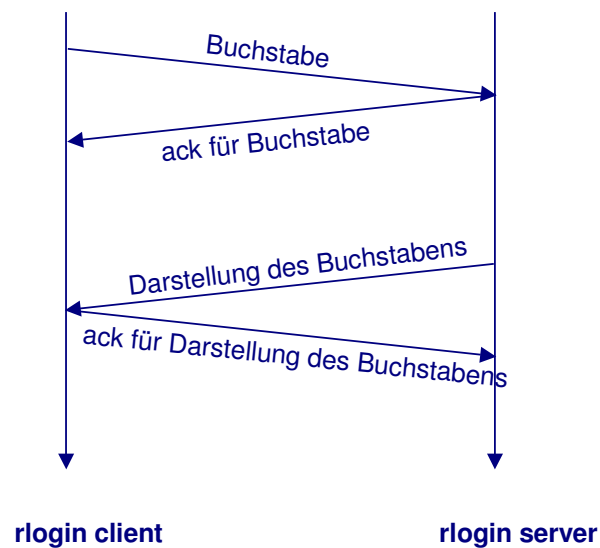 Buchstabe
ack für Buchstabe
Darstellung des Buchstabens
ack für Darstellung des Buchstabens
rlogin client
rlogin server